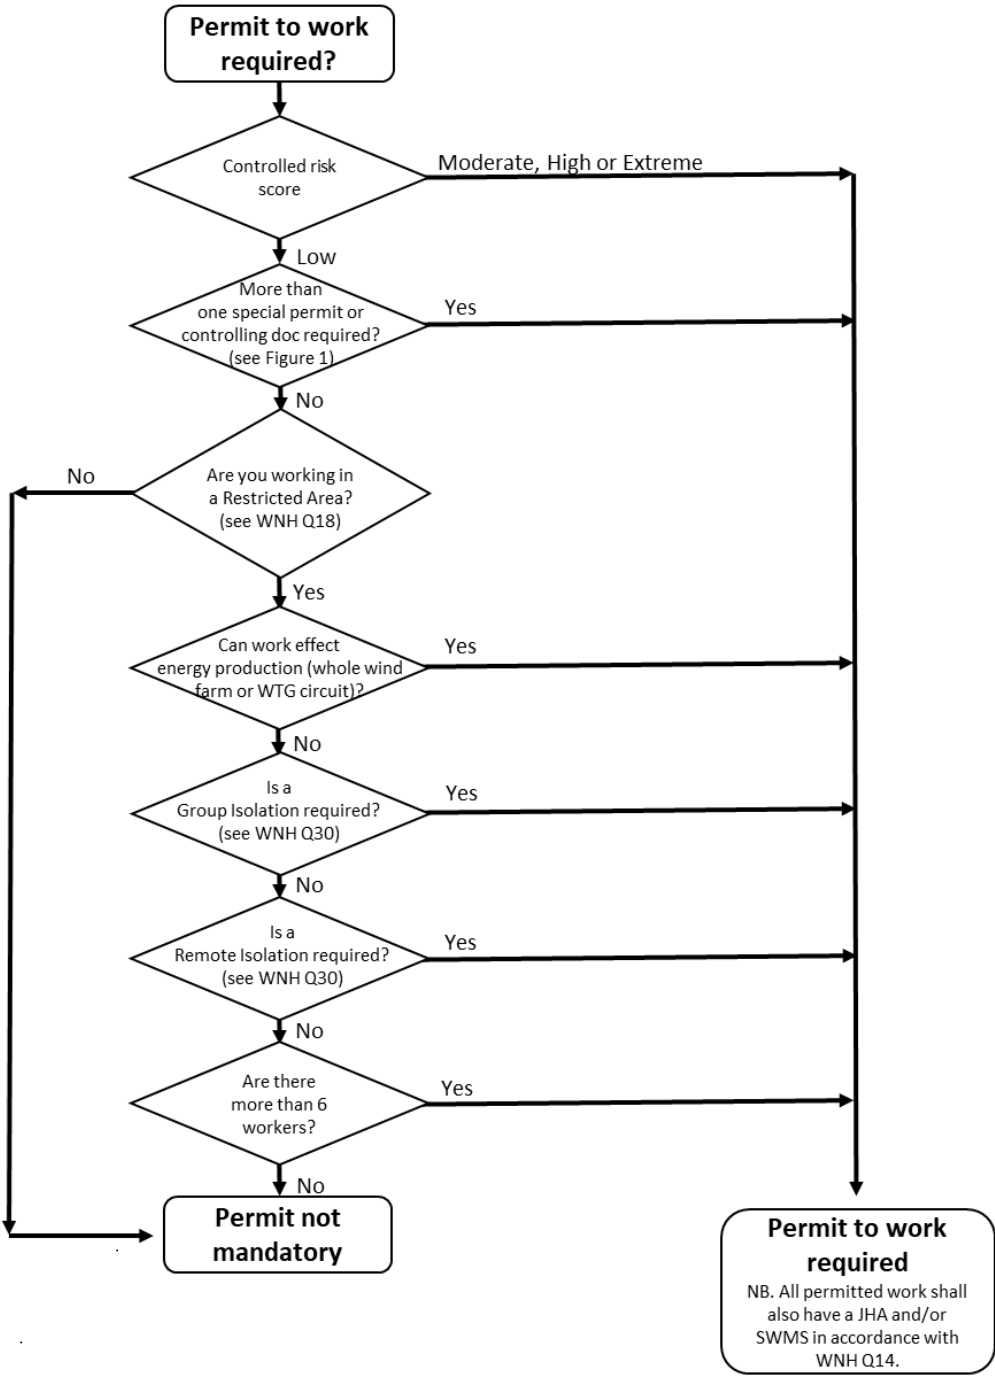 Permit to work
required?
Controlled risk
score
Moderate, High or Extreme
Low
More than
one special permit or
controlling doc required?
(see Figure 1)
Yes
No
Are you working in
a Restricted Area?
(see WNH Q18)
No
Yes
Can work effect
energy production (whole wind
farm or WTG circuit)?
Yes
No
Is a
Group Isolation required?
(see WNH Q30)
Yes
No
Is a
Remote Isolation required?
(see WNH Q30)
Yes
No
Are there
more than 6
workers?
Yes
No
Permit not
mandatory
Permit to work
required
NB. All permitted work shall
also have a JHA and/or
SWMS in accordance with
WNH Q14.